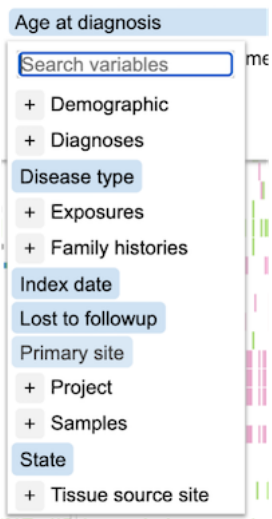 Age at diagnosis
Search variables
me
+ Demographic
+ Diagnoses
Disease type
+ Exposures
+ Family histories
Index date
Lost to followup
Primary site
+ Project
+ Samples
State
+ Tissue source site